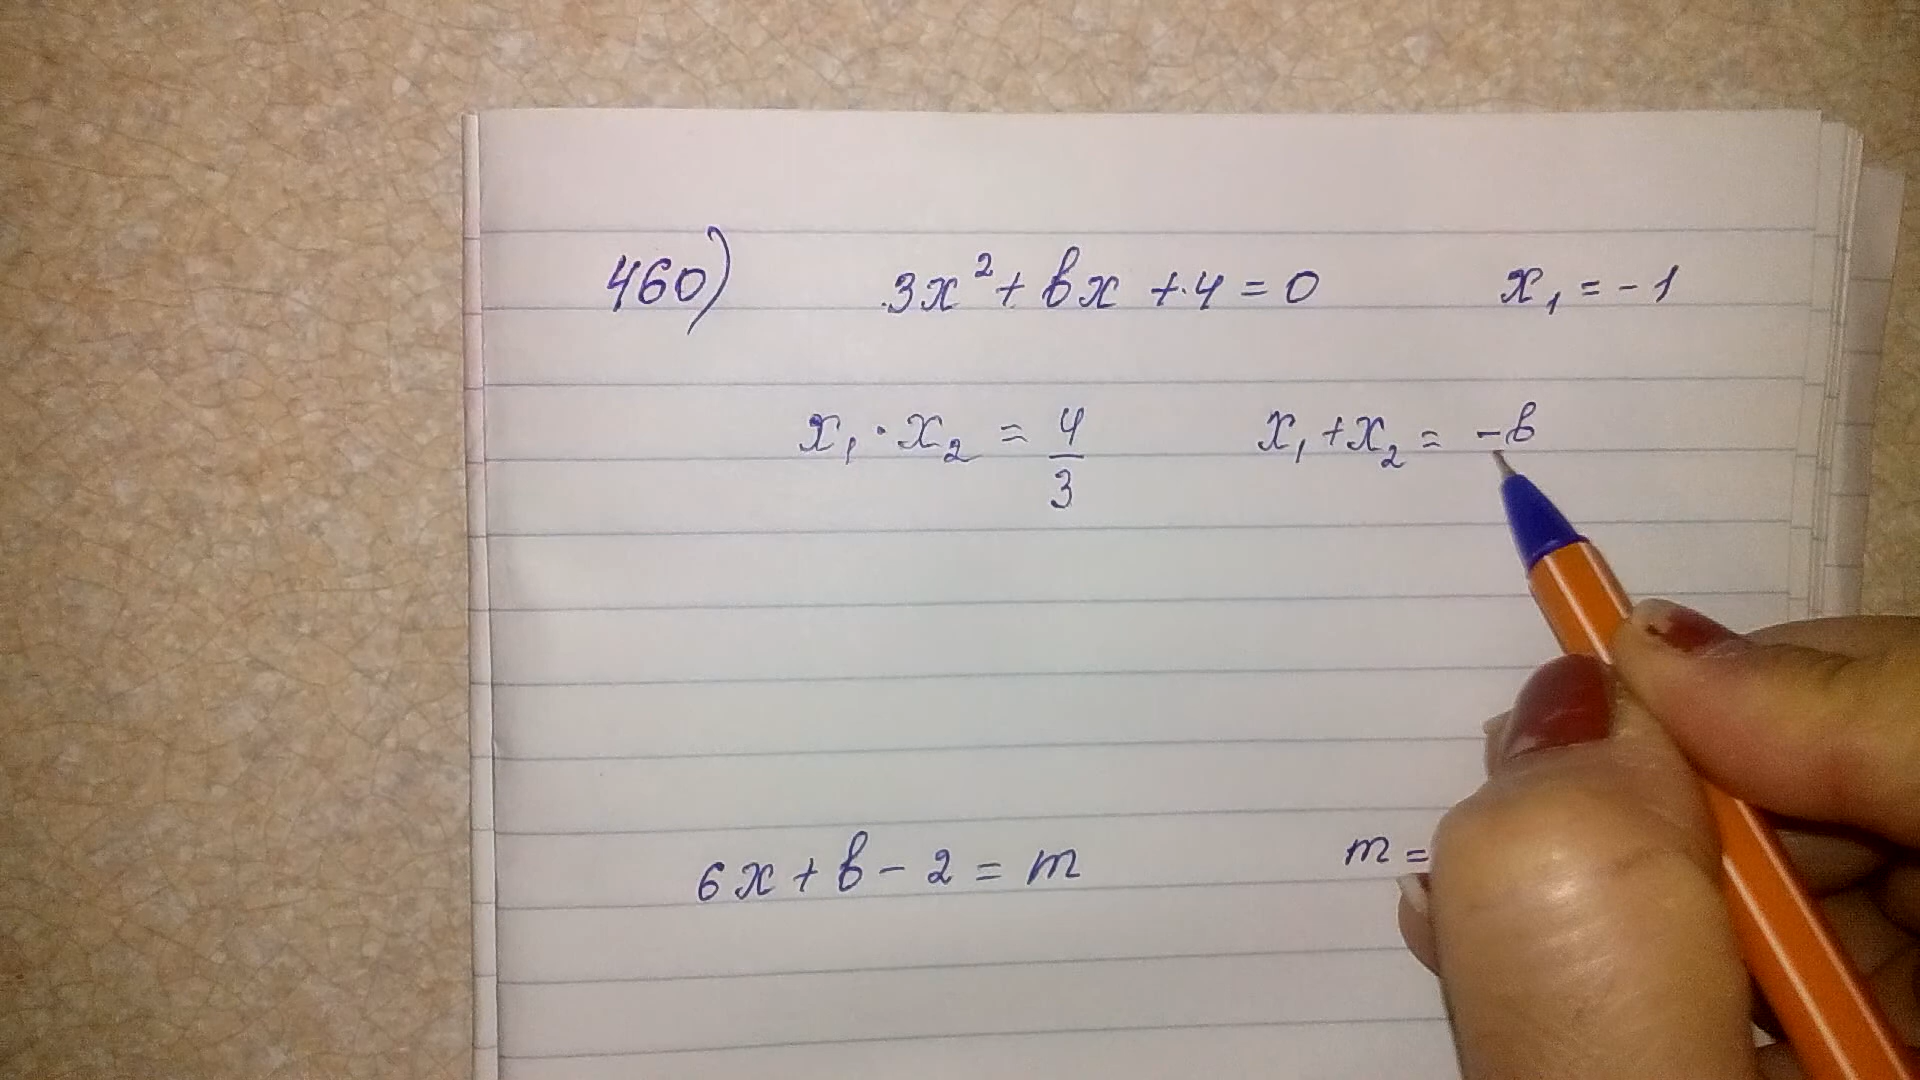 460) 3x² + bx + 4 = 0 x₁ = -1
x₁ · x₂ = 4/3 x₁ + x₂ = -b
6x + b - 2 = m m =